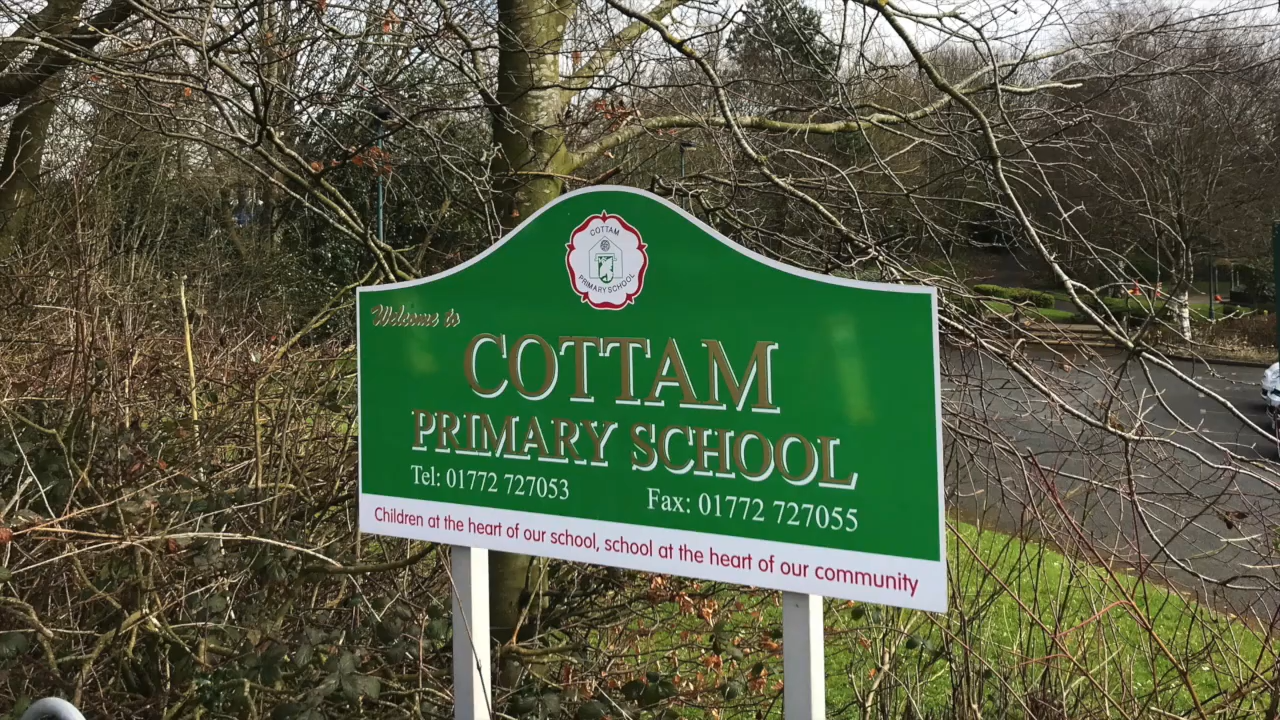 COTTAM
PRIMARY SCHOOL
Welcome to
COTTAM
PRIMARY SCHOOL
Tel: 01772 727053
Fax: 01772 727055
Children at the heart of our school, school at the heart of our community